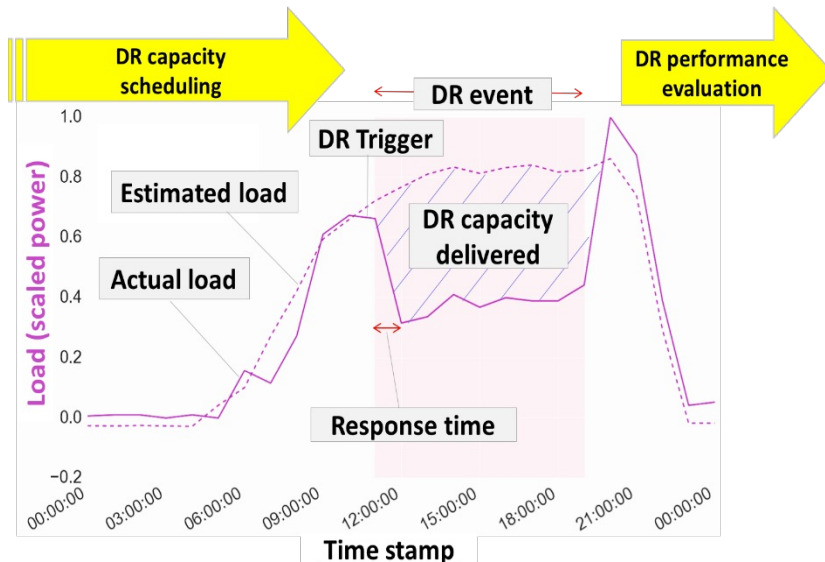 DR capacity
scheduling
DR performance
evaluation
DR event
DR Trigger
Estimated load
Actual load
DR capacity
delivered
Response time
Load (scaled power)
1.0
0.8
0.6
0.4
0.2
0.0
−0.2
00:00:00
03:00:00
06:00:00
09:00:00
12:00:00
15:00:00
18:00:00
21:00:00
00:00:00
Time stamp